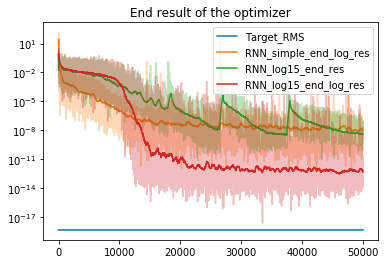 End result of the optimizer
Target_RMS
RNN_simple_end_log_res
RNN_log15_end_res
RNN_log15_end_log_res
10^1
10^-2
10^-5
10^-8
10^-11
10^-14
10^-17
0 10000 20000 30000 40000 50000